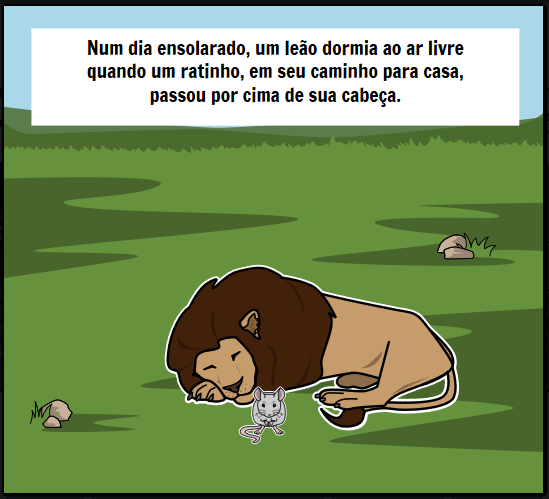 Num dia ensolarado, um leão dormia ao ar livre
quando um ratinho, em seu caminho para casa,
passou por cima de sua cabeça.